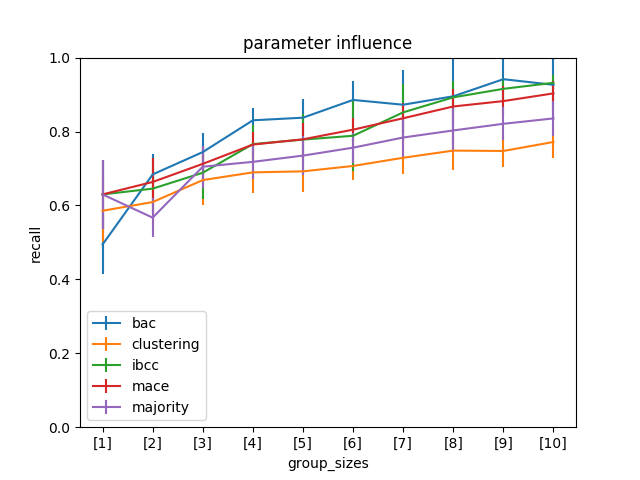 parameter influence
1.0
0.8
0.6
0.4
0.2
0.0
recall
bac
clustering
ibcc
mace
majority
[1] [2] [3] [4] [5] [6] [7] [8] [9] [10]
group_sizes